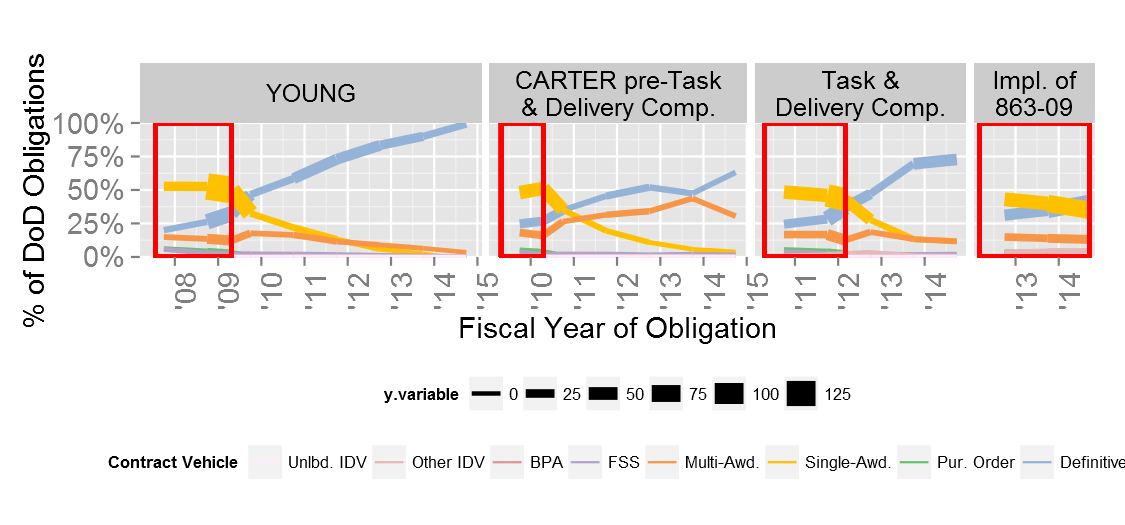 % of DoD Obligations
YOUNG
CARTER pre-Task
& Delivery Comp.
Task &
Delivery Comp.
Impl. of
863-09
100%
75%
50%
25%
0%
'08 '09 '10 '11 '12 '13 '14 '15 '10 '11 '12 '13 '14 '15 '11 '12 '13 '14 '13 '14
Fiscal Year of Obligation
y.variable 0 25 50 75 100 125
Contract Vehicle Unlbd. IDV Other IDV BPA FSS Multi-Awd. Single-Awd. Pur. Order Definitive